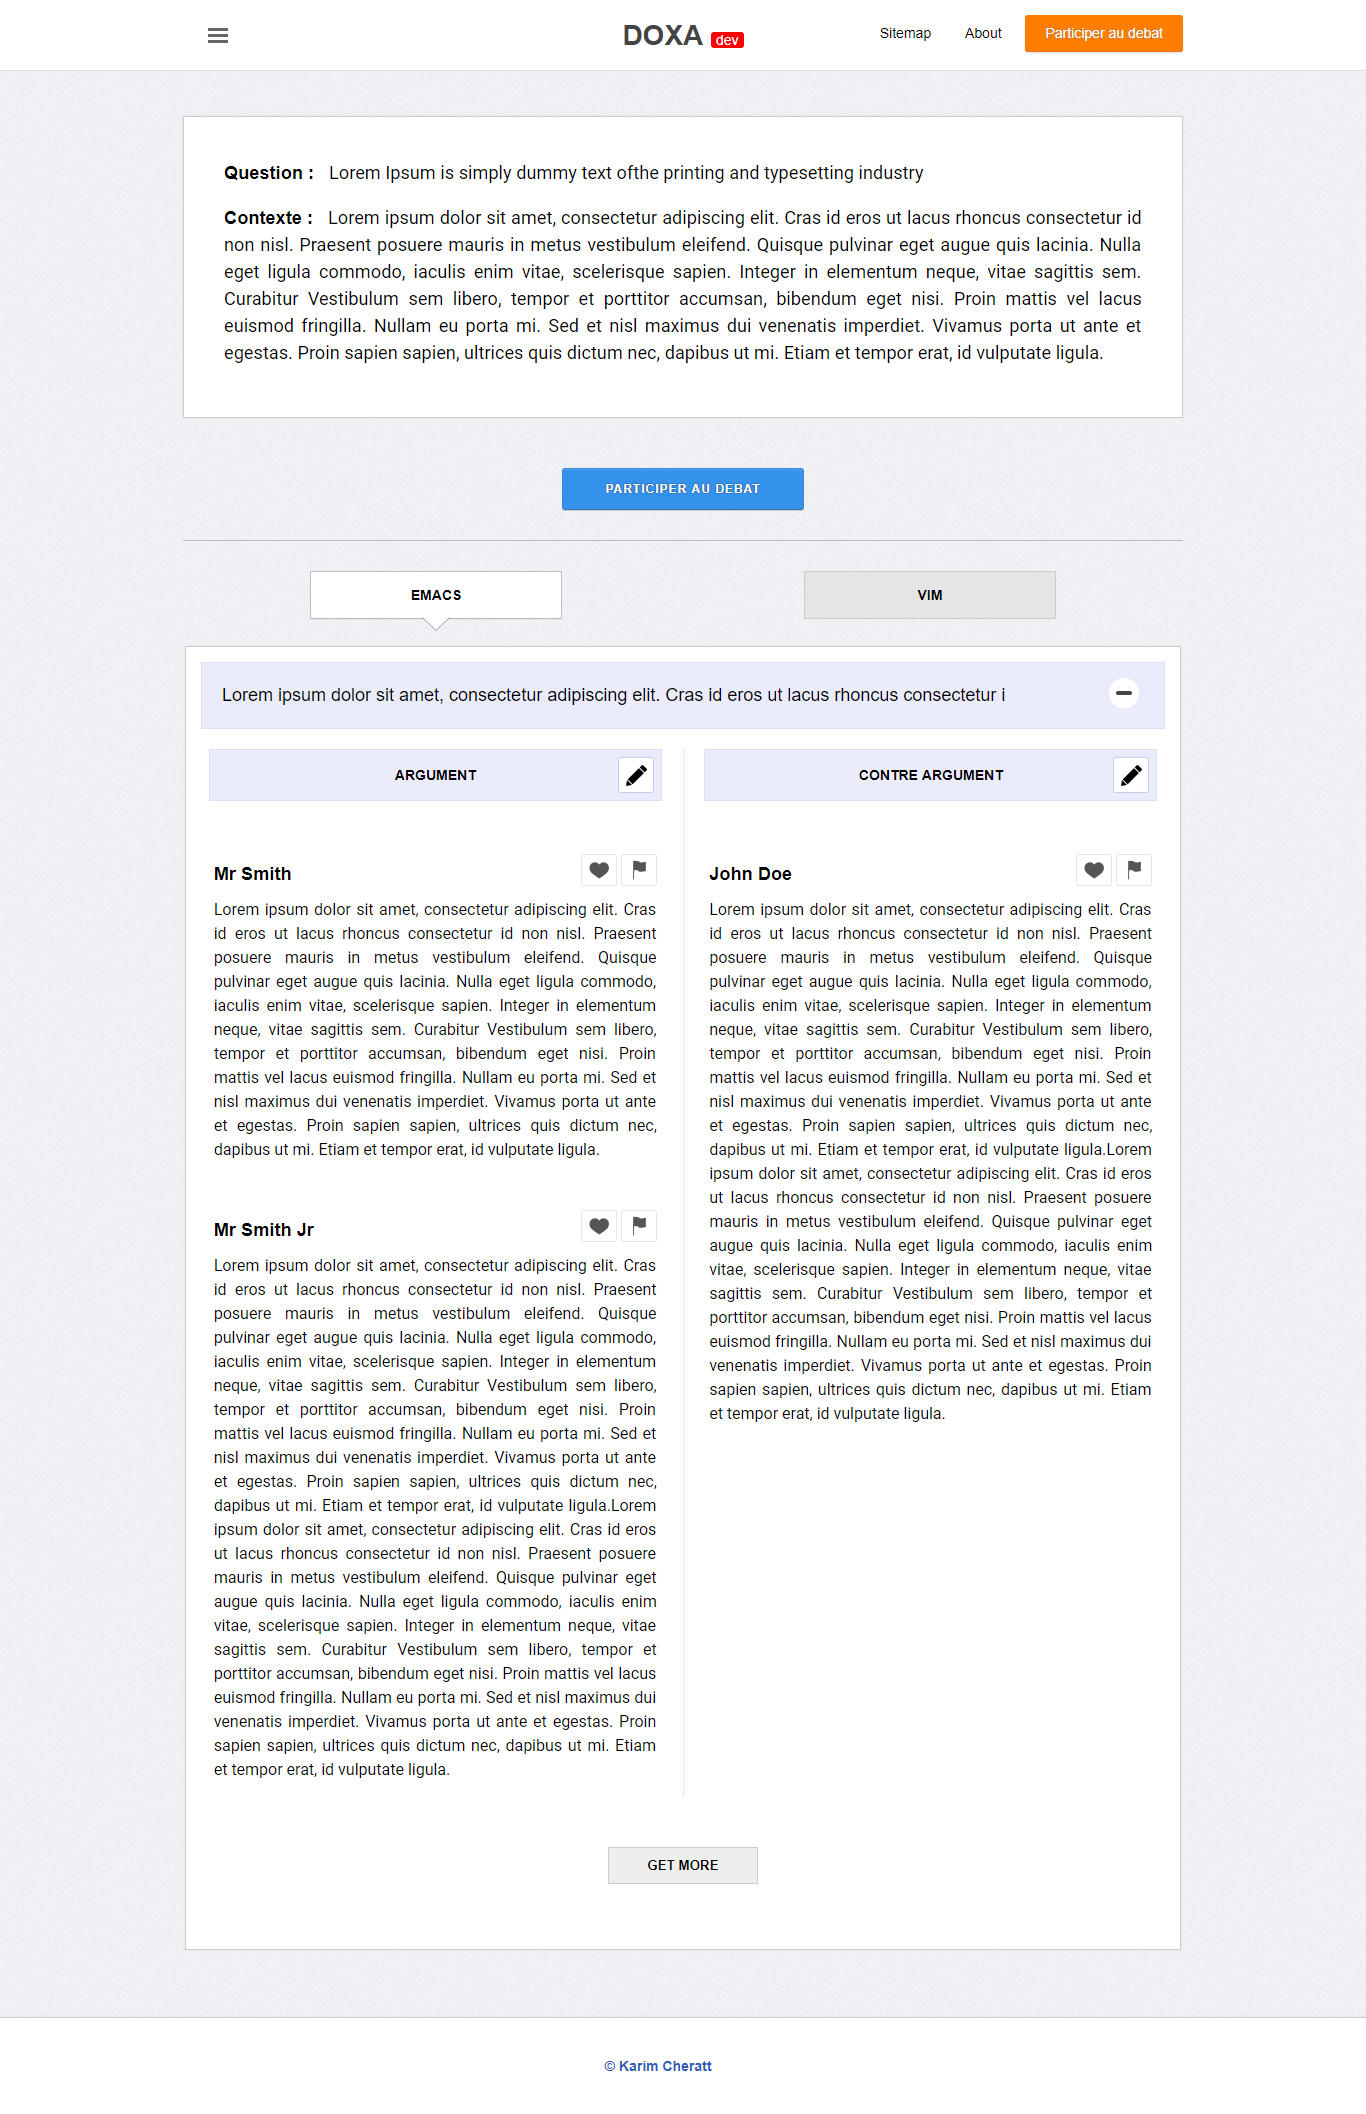 DOXA dev
Sitemap About Participer au debat
Question : Lorem Ipsum is simply dummy text ofthe printing and typesetting industry
Contexte : Lorem ipsum dolor sit amet, consectetur adipiscing elit. Cras id eros ut lacus rhoncus consectetur id
non nisl. Praesent posuere mauris in metus vestibulum eleifend. Quisque pulvinar eget augue quis lacinia. Nulla
eget ligula commodo, iaculis enim vitae, scelerisque sapien. Integer in elementum neque, vitae sagittis sem.
Curabitur Vestibulum sem libero, tempor et porttitor accumsan, bibendum eget nisi. Proin mattis vel lacus
euismod fringilla. Nullam eu porta mi. Sed et nisl maximus dui venenatis imperdiet. Vivamus porta ut ante et
egestas. Proin sapien sapien, ultrices quis dictum nec, dapibus ut mi. Etiam et tempor erat, id vulputate ligula.
PARTICIPER AU DEBAT
EMACS
VIM
Lorem ipsum dolor sit amet, consectetur adipiscing elit. Cras id eros ut lacus rhoncus consectetur i
ARGUMENT
Mr Smith
Lorem ipsum dolor sit amet, consectetur adipiscing elit. Cras
id eros ut lacus rhoncus consectetur id non nisl. Praesent
posuere mauris in metus vestibulum eleifend. Quisque
pulvinar eget augue quis lacinia. Nulla eget ligula commodo,
iaculis enim vitae, scelerisque sapien. Integer in elementum
neque, vitae sagittis sem. Curabitur Vestibulum sem libero,
tempor et porttitor accumsan, bibendum eget nisi. Proin
mattis vel lacus euismod fringilla. Nullam eu porta mi. Sed et
nisl maximus dui venenatis imperdiet. Vivamus porta ut ante
et egestas. Proin sapien sapien, ultrices quis dictum nec,
dapibus ut mi. Etiam et tempor erat, id vulputate ligula.
Mr Smith Jr
Lorem ipsum dolor sit amet, consectetur adipiscing elit. Cras
id eros ut lacus rhoncus consectetur id non nisl. Praesent
posuere mauris in metus vestibulum eleifend. Quisque
pulvinar eget augue quis lacinia. Nulla eget ligula commodo,
iaculis enim vitae, scelerisque sapien. Integer in elementum
neque, vitae sagittis sem. Curabitur Vestibulum sem libero,
tempor et porttitor accumsan, bibendum eget nisi. Proin
mattis vel lacus euismod fringilla. Nullam eu porta mi. Sed et
nisl maximus dui venenatis imperdiet. Vivamus porta ut ante
et egestas. Proin sapien sapien, ultrices quis dictum nec,
dapibus ut mi. Etiam et tempor erat, id vulputate ligula.Lorem
ipsum dolor sit amet, consectetur adipiscing elit. Cras id eros
ut lacus rhoncus consectetur id non nisl. Praesent posuere
mauris in metus vestibulum eleifend. Quisque pulvinar eget
augue quis lacinia. Nulla eget ligula commodo, iaculis enim
vitae, scelerisque sapien. Integer in elementum neque, vitae
sagittis sem. Curabitur Vestibulum sem libero, tempor et
porttitor accumsan, bibendum eget nisi. Proin mattis vel lacus
euismod fringilla. Nullam eu porta mi. Sed et nisl maximus dui
venenatis imperdiet. Vivamus porta ut ante et egestas. Proin
sapien sapien, ultrices quis dictum nec, dapibus ut mi. Etiam
et tempor erat, id vulputate ligula.
CONTRE ARGUMENT
John Doe
Lorem ipsum dolor sit amet, consectetur adipiscing elit. Cras
id eros ut lacus rhoncus consectetur id non nisl. Praesent
posuere mauris in metus vestibulum eleifend. Quisque
pulvinar eget augue quis lacinia. Nulla eget ligula commodo,
iaculis enim vitae, scelerisque sapien. Integer in elementum
neque, vitae sagittis sem. Curabitur Vestibulum sem libero,
tempor et porttitor accumsan, bibendum eget nisi. Proin
mattis vel lacus euismod fringilla. Nullam eu porta mi. Sed et
nisl maximus dui venenatis imperdiet. Vivamus porta ut ante
et egestas. Proin sapien sapien, ultrices quis dictum nec,
dapibus ut mi. Etiam et tempor erat, id vulputate ligula.Lorem
ipsum dolor sit amet, consectetur adipiscing elit. Cras id eros
ut lacus rhoncus consectetur id non nisl. Praesent posuere
mauris in metus vestibulum eleifend. Quisque pulvinar eget
augue quis lacinia. Nulla eget ligula commodo, iaculis enim
vitae, scelerisque sapien. Integer in elementum neque, vitae
sagittis sem. Curabitur Vestibulum sem libero, tempor et
porttitor accumsan, bibendum eget nisi. Proin mattis vel lacus
euismod fringilla. Nullam eu porta mi. Sed et nisl maximus dui
venenatis imperdiet. Vivamus porta ut ante et egestas. Proin
sapien sapien, ultrices quis dictum nec, dapibus ut mi. Etiam
et tempor erat, id vulputate ligula.
GET MORE
© Karim Cheratt